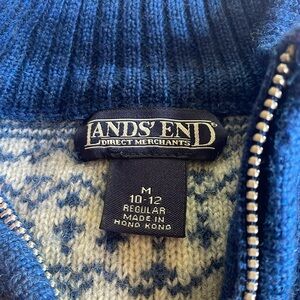 LANDS' END
DIRECT MERCHANTS
M
10-12
REGULAR
MADE IN
HONG KONG